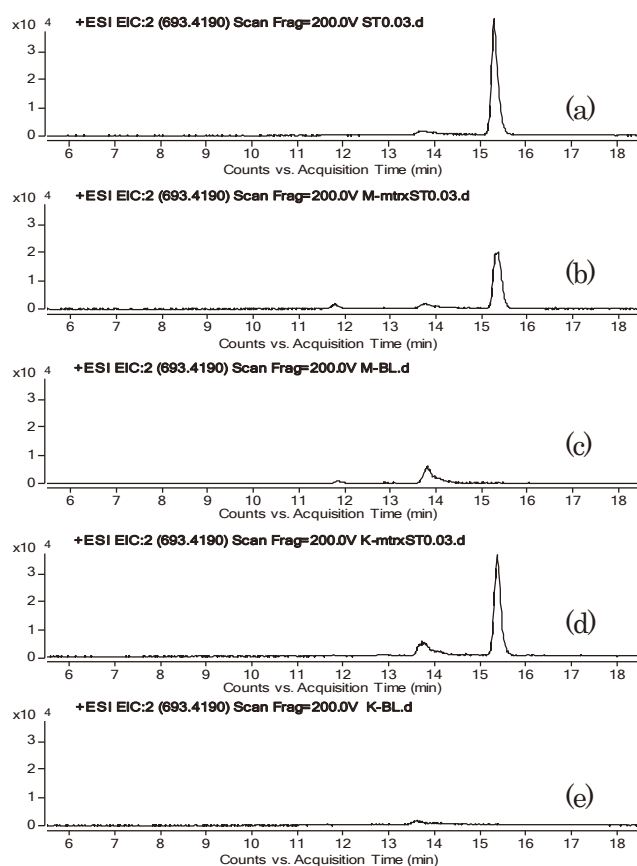 x10 4 +ESI EIC:2 (693.4190) Scan Frag=200.0V ST0.03.d
4
3
2
1
0
(a)
6 7 8 9 10 11 12 13 14 15 16 17 18
Counts vs. Acquisition Time (min)
x10 4 +ESI EIC:2 (693.4190) Scan Frag=200.0V M-mtrxST0.03.d
3
2
1
0
(b)
6 7 8 9 10 11 12 13 14 15 16 17 18
Counts vs. Acquisition Time (min)
x10 4 +ESI EIC:2 (693.4190) Scan Frag=200.0V M-BL.d
3
2
1
0
(c)
6 7 8 9 10 11 12 13 14 15 16 17 18
Counts vs. Acquisition Time (min)
x10 4 +ESI EIC:2 (693.4190) Scan Frag=200.0V K-mtrxST0.03.d
3
2
1
0
(d)
6 7 8 9 10 11 12 13 14 15 16 17 18
Counts vs. Acquisition Time (min)
x10 4 +ESI EIC:2 (693.4190) Scan Frag=200.0V K-BL.d
3
2
1
0
(e)
6 7 8 9 10 11 12 13 14 15 16 17 18
Counts vs. Acquisition Time (min)